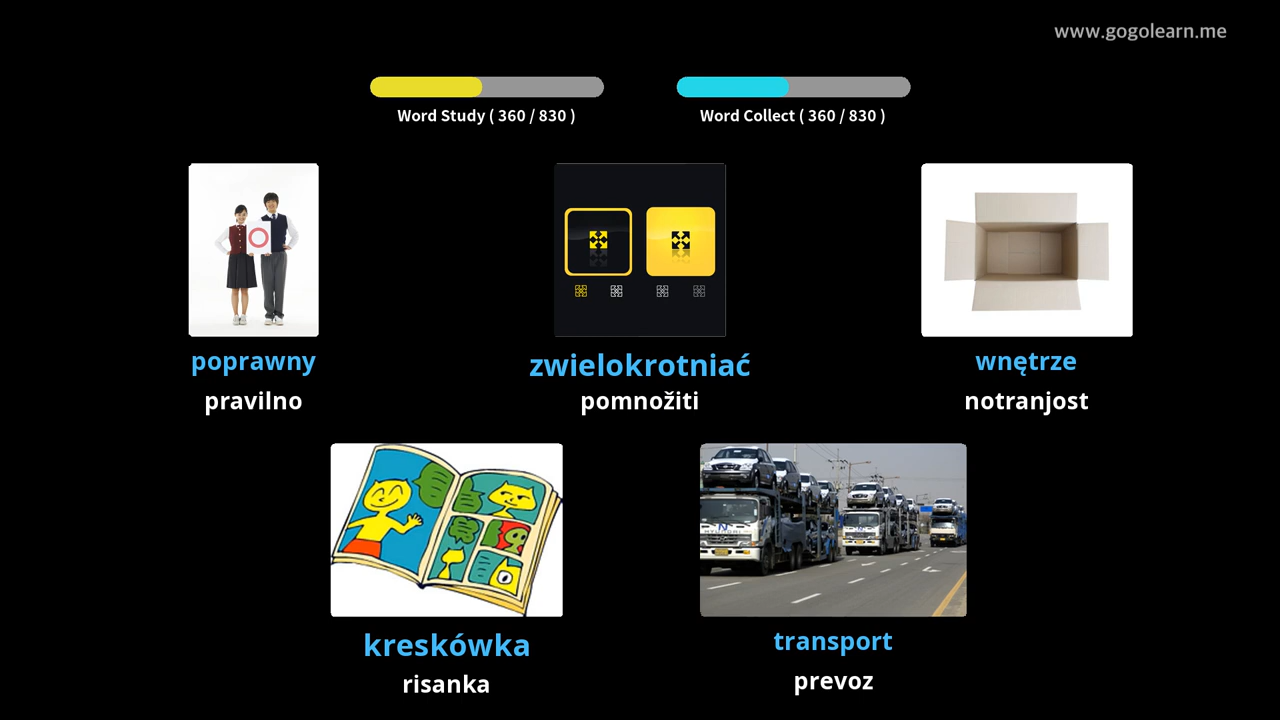 www.gogolearn.me
Word Study ( 360 / 830 )
Word Collect ( 360 / 830 )
poprawny
pravilno
zwielokrotniać
pomnožiti
wnętrze
notranjost
kreskówka
risanka
transport
prevoz